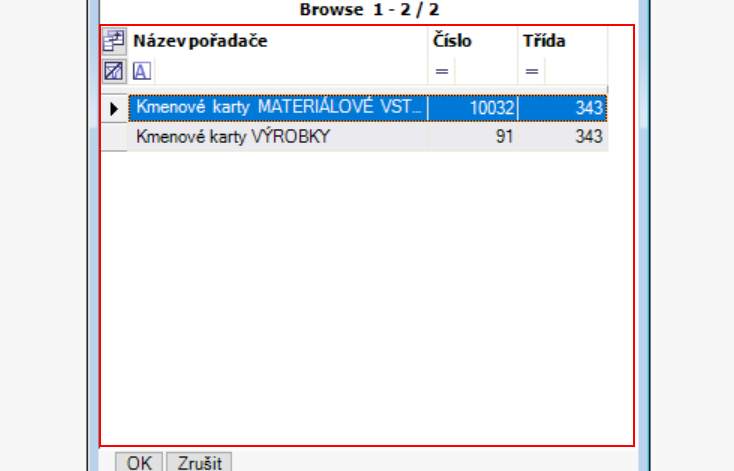 Browse 1 - 2 / 2
Název pořadače Číslo Třída
A = =
Kmenové karty MATERIÁLOVÉ VST... 10032 343
Kmenové karty VÝROBKY 91 343
OK Zrušit